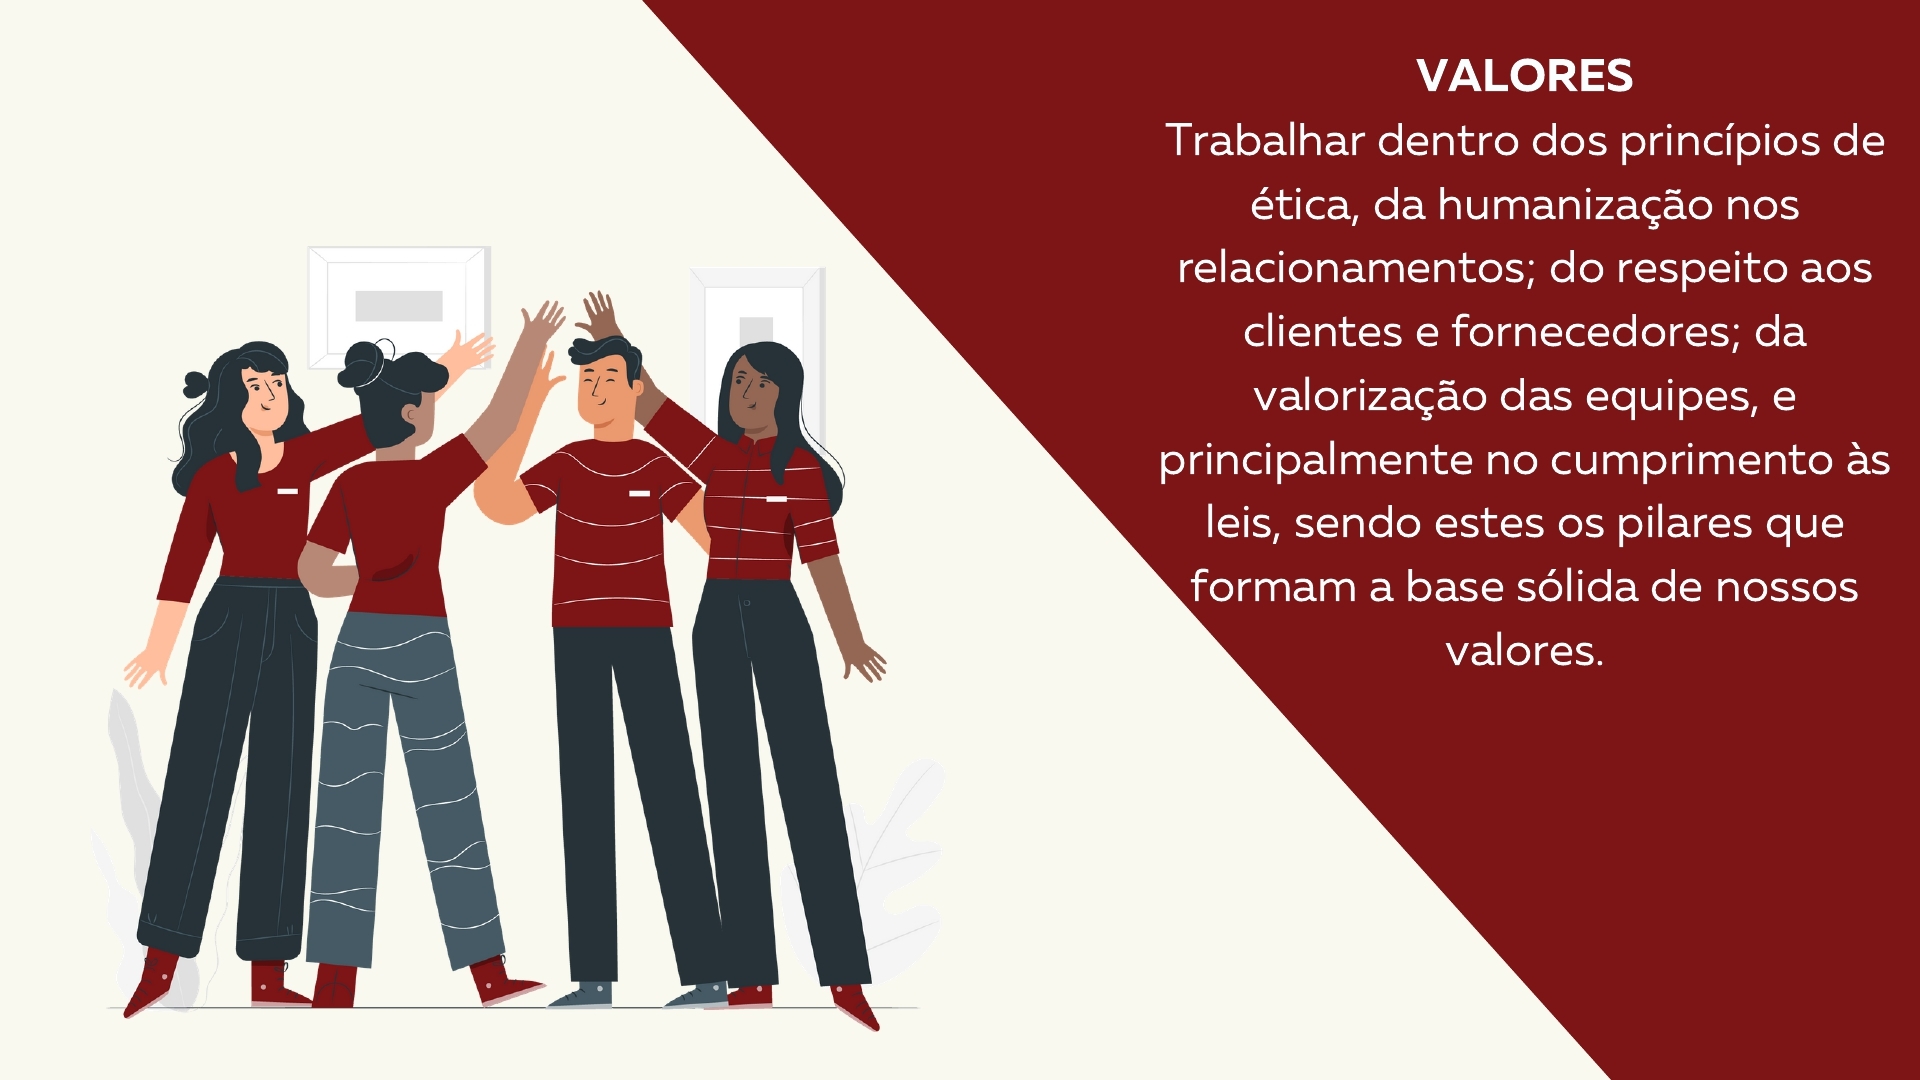 VALORES
Trabalhar dentro dos princípios de
ética, da humanização nos
relacionamentos; do respeito aos
clientes e fornecedores; da
valorização das equipes, e
principalmente no cumprimento às
leis, sendo estes os pilares que
formam a base sólida de nossos
valores.